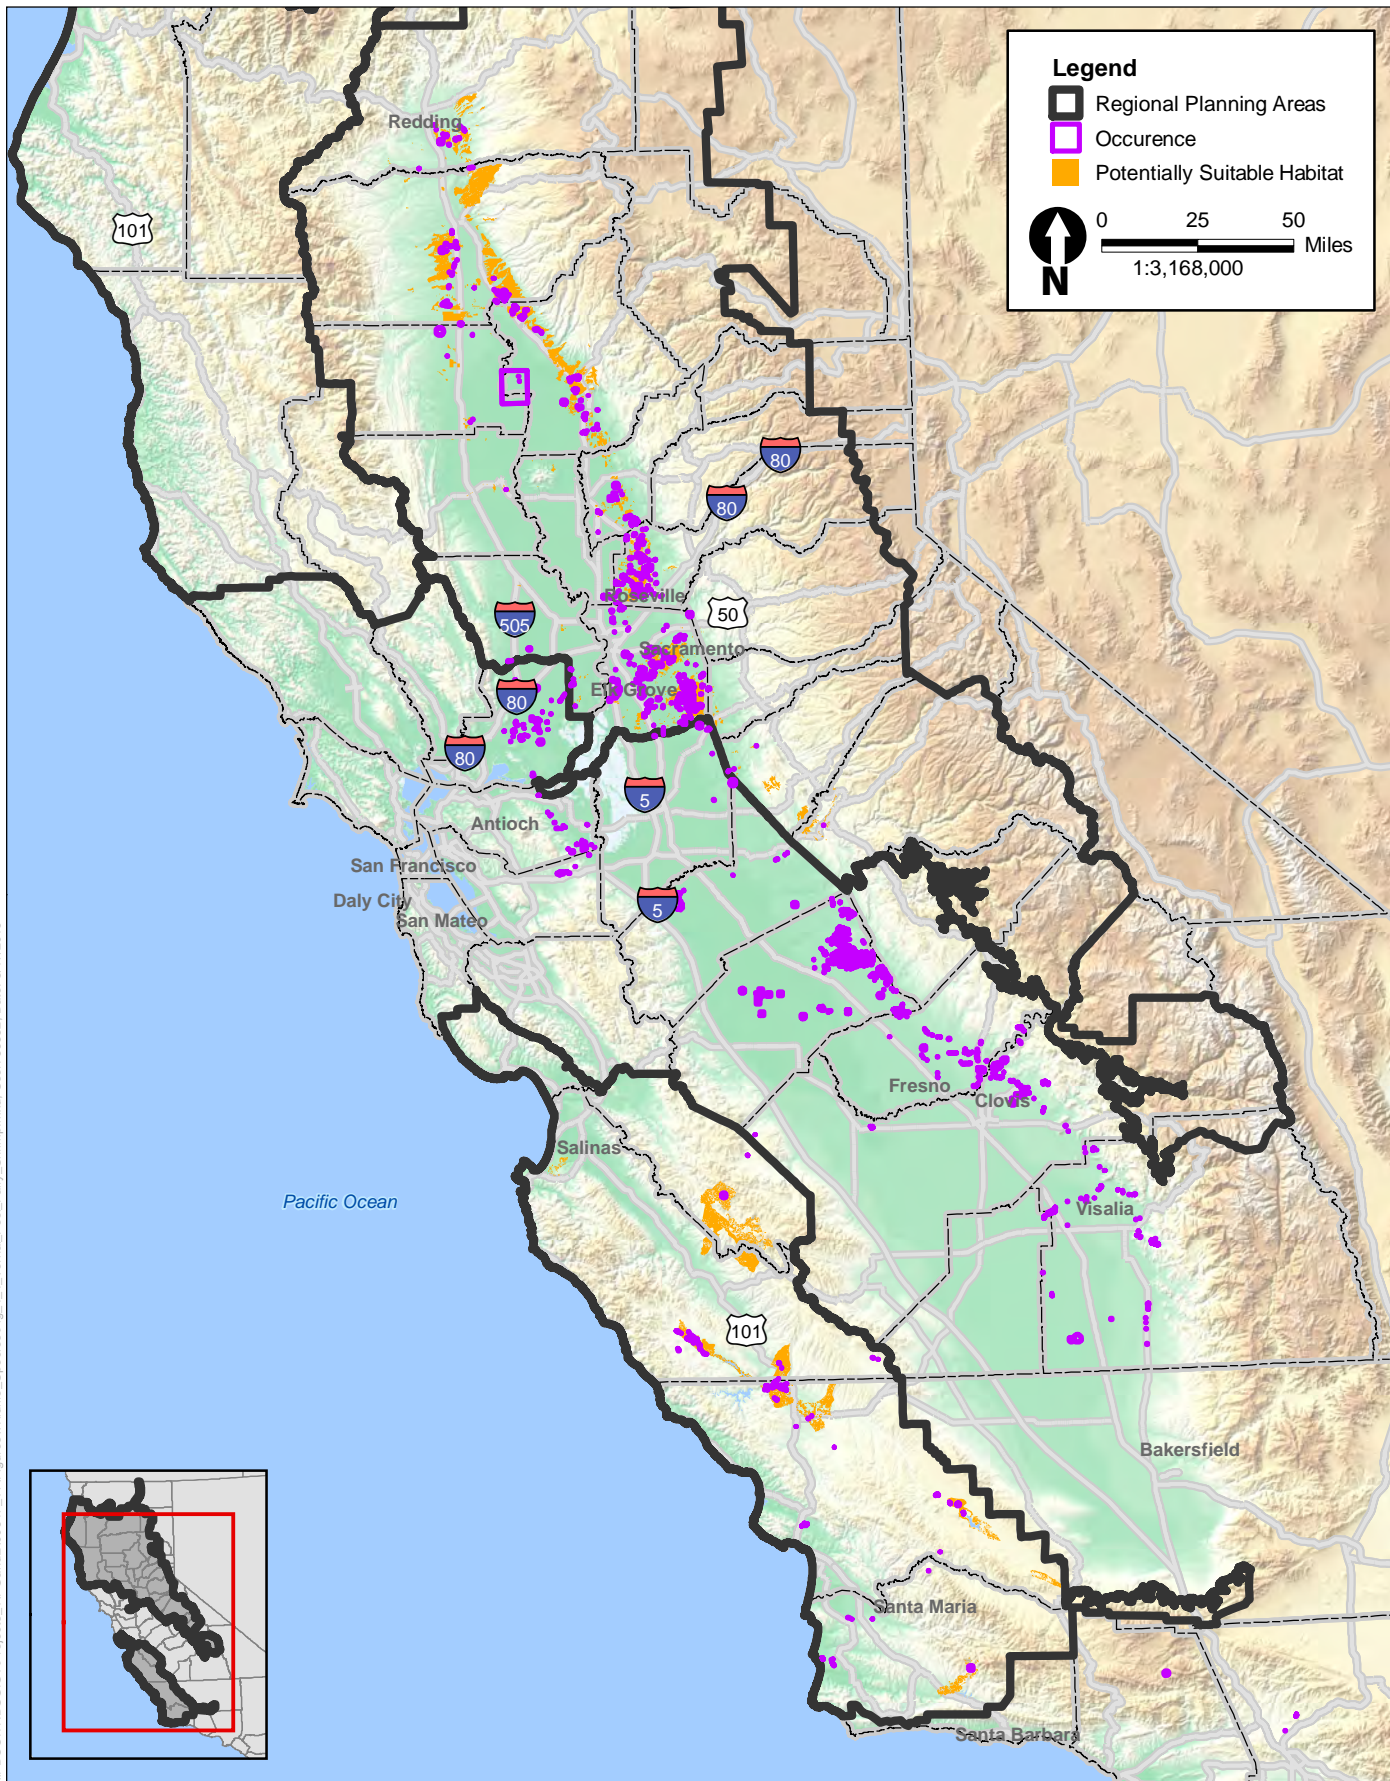 Legend
Regional Planning Areas
Occurence
Potentially Suitable Habitat
0 25 50
Miles
1:3,168,000
N
Redding
101
80
80
Roseville
505
50
Sacramento
Elk Grove
80
80
5
Antioch
San Francisco
Daly City
5
San Mateo
Fresno
Clovis
Salinas
Pacific Ocean
Visalia
101
Bakersfield
Santa Maria
Santa Barbara